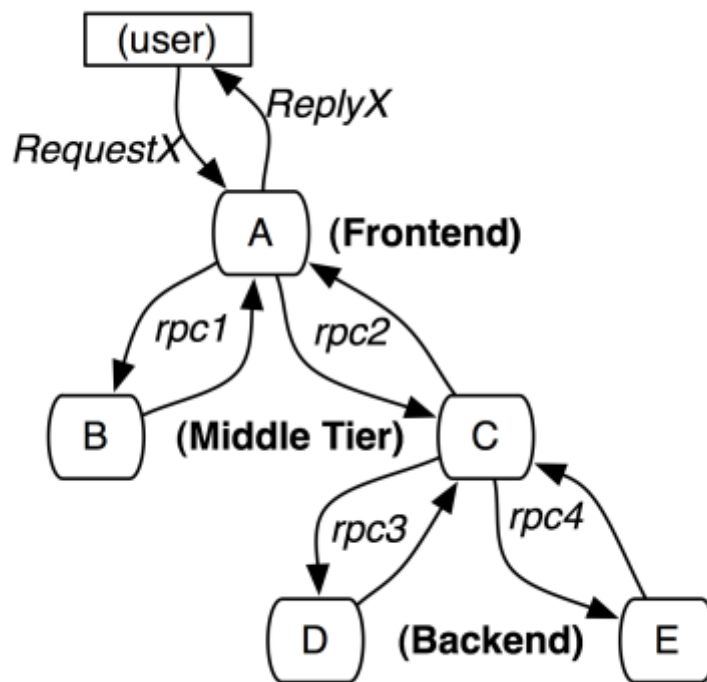 (user)
ReplyX
RequestX
A
(Frontend)
rpc1
rpc2
B
(Middle Tier)
C
rpc3
rpc4
D
(Backend)
E